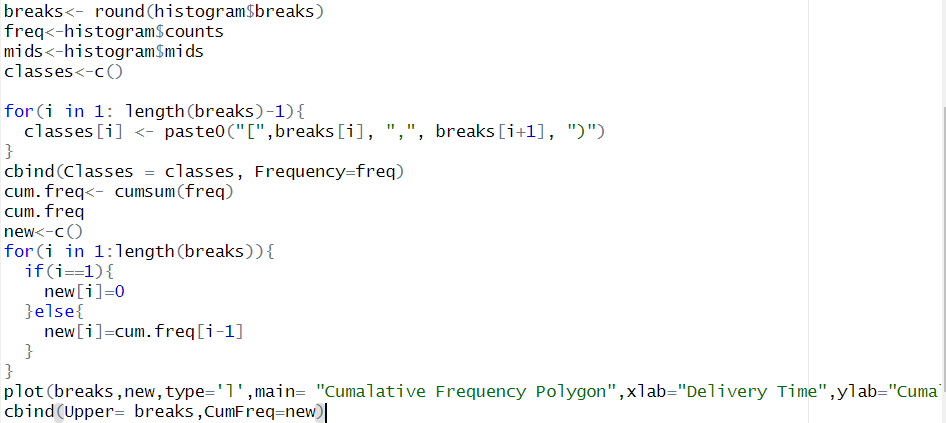 breaks<- round(histogram$breaks)
freq<-histogram$counts
mids<-histogram$mids
classes<-c()
for(i in 1: length(breaks)-1){
  classes[i] <- paste0("[",breaks[i], ",", breaks[i+1], ")")
}
cbind(Classes = classes, Frequency=freq)
cum.freq<- cumsum(freq)
cum.freq
new<-c()
for(i in 1:length(breaks)){
  if(i==1){
    new[i]=0
  }else{
    new[i]=cum.freq[i-1]
  }
}
plot(breaks,new,type='l',main= "Cumalative Frequency Polygon",xlab="Delivery Time",ylab="Cuma
cbind(Upper= breaks,CumFreq=new)